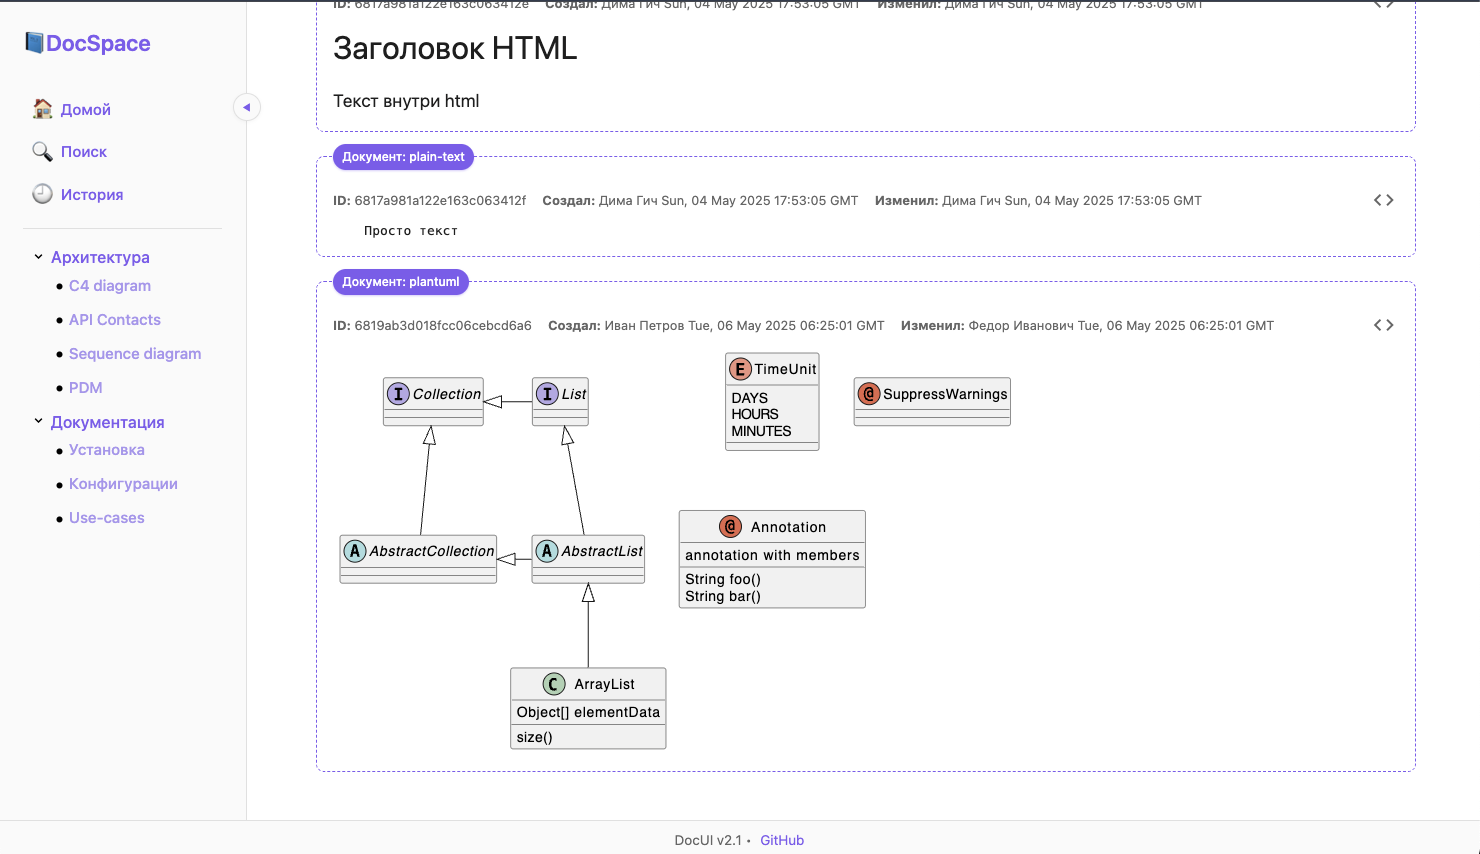 DocSpace
Домой
Поиск
История
Архитектура
C4 diagram
API Contacts
Sequence diagram
PDM
Документация
Установка
Конфигурации
Use-cases
ID: 6817a981a122e163c063412e Создал: Дима Гич Sun, 04 May 2025 17:53:05 GMT Изменил: Дима Гич Sun, 04 May 2025 17:53:05 GMT
Заголовок HTML
Текст внутри html
Документ: plain-text
ID: 6817a981a122e163c063412f Создал: Дима Гич Sun, 04 May 2025 17:53:05 GMT Изменил: Дима Гич Sun, 04 May 2025 17:53:05 GMT
Просто текст
Документ: plantuml
ID: 6819ab3d018fcc06cebcd6a6 Создал: Иван Петров Tue, 06 May 2025 06:25:01 GMT Изменил: Федор Иванович Tue, 06 May 2025 06:25:01 GMT
I Collection
I List
E TimeUnit
DAYS
HOURS
MINUTES
@ SuppressWarnings
A AbstractCollection
A AbstractList
@ Annotation
annotation with members
String foo()
String bar()
C ArrayList
Object[] elementData
size()
DocUI v2.1 • GitHub